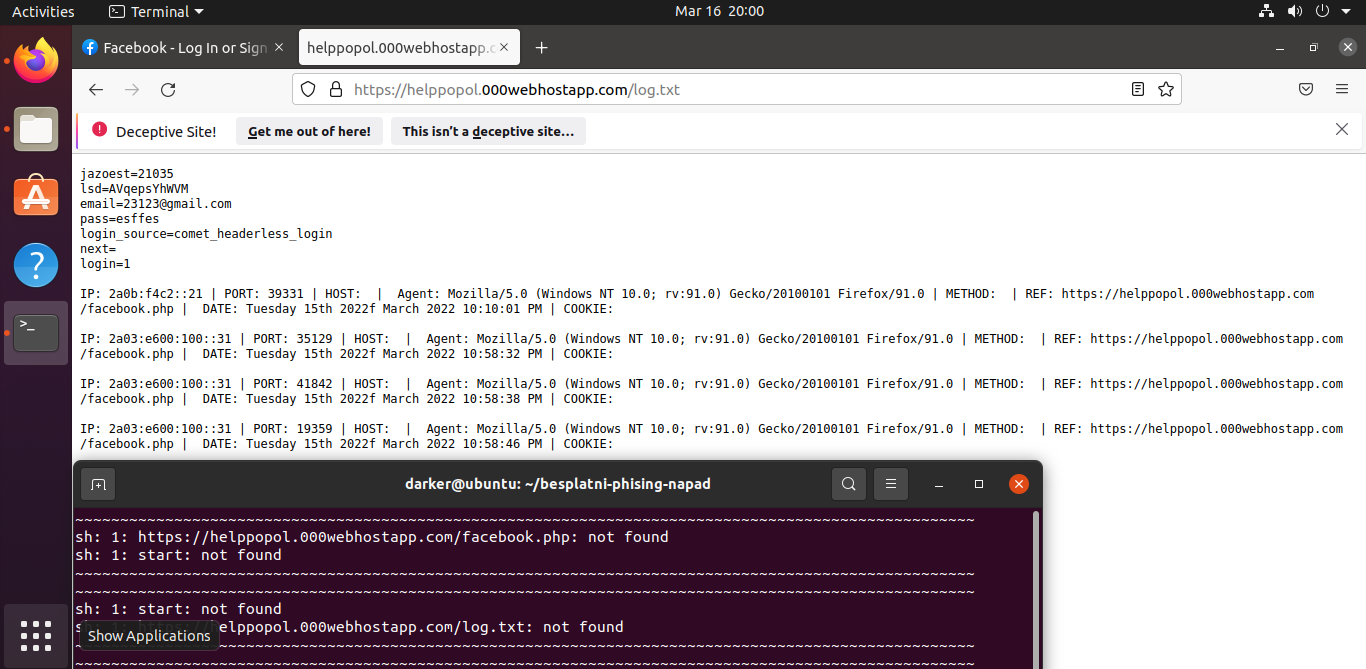 Activities Terminal Mar 16 20:00
Facebook - Log In or Sign helppopol.000webhostapp.c
https://helppopol.000webhostapp.com/log.txt
Deceptive Site! Get me out of here! This isn't a deceptive site...
jazoest=21035
lsd=AVqepsYhWVM
email=23123@gmail.com
pass=esffes
login_source=comet_headerless_login
next=
login=1
IP: 2a0b:f4c2::21 | PORT: 39331 | HOST:  |  Agent: Mozilla/5.0 (Windows NT 10.0; rv:91.0) Gecko/20100101 Firefox/91.0 | METHOD:  | REF: https://helppopol.000webhostapp.com
/facebook.php |  DATE: Tuesday 15th 2022f March 2022 10:10:01 PM | COOKIE:
IP: 2a03:e600:100::31 | PORT: 35129 | HOST:  |  Agent: Mozilla/5.0 (Windows NT 10.0; rv:91.0) Gecko/20100101 Firefox/91.0 | METHOD:  | REF: https://helppopol.000webhostapp.com
/facebook.php |  DATE: Tuesday 15th 2022f March 2022 10:58:32 PM | COOKIE:
IP: 2a03:e600:100::31 | PORT: 41842 | HOST:  |  Agent: Mozilla/5.0 (Windows NT 10.0; rv:91.0) Gecko/20100101 Firefox/91.0 | METHOD:  | REF: https://helppopol.000webhostapp.com
/facebook.php |  DATE: Tuesday 15th 2022f March 2022 10:58:38 PM | COOKIE:
IP: 2a03:e600:100::31 | PORT: 19359 | HOST:  |  Agent: Mozilla/5.0 (Windows NT 10.0; rv:91.0) Gecko/20100101 Firefox/91.0 | METHOD:  | REF: https://helppopol.000webhostapp.com
/facebook.php |  DATE: Tuesday 15th 2022f March 2022 10:58:46 PM | COOKIE:
darker@ubuntu: ~/besplatni-phising-napad
sh: 1: https://helppopol.000webhostapp.com/facebook.php: not found
sh: 1: start: not found
sh: 1: start: not found
sh: 1: https://helppopol.000webhostapp.com/log.txt: not found
Show Applications